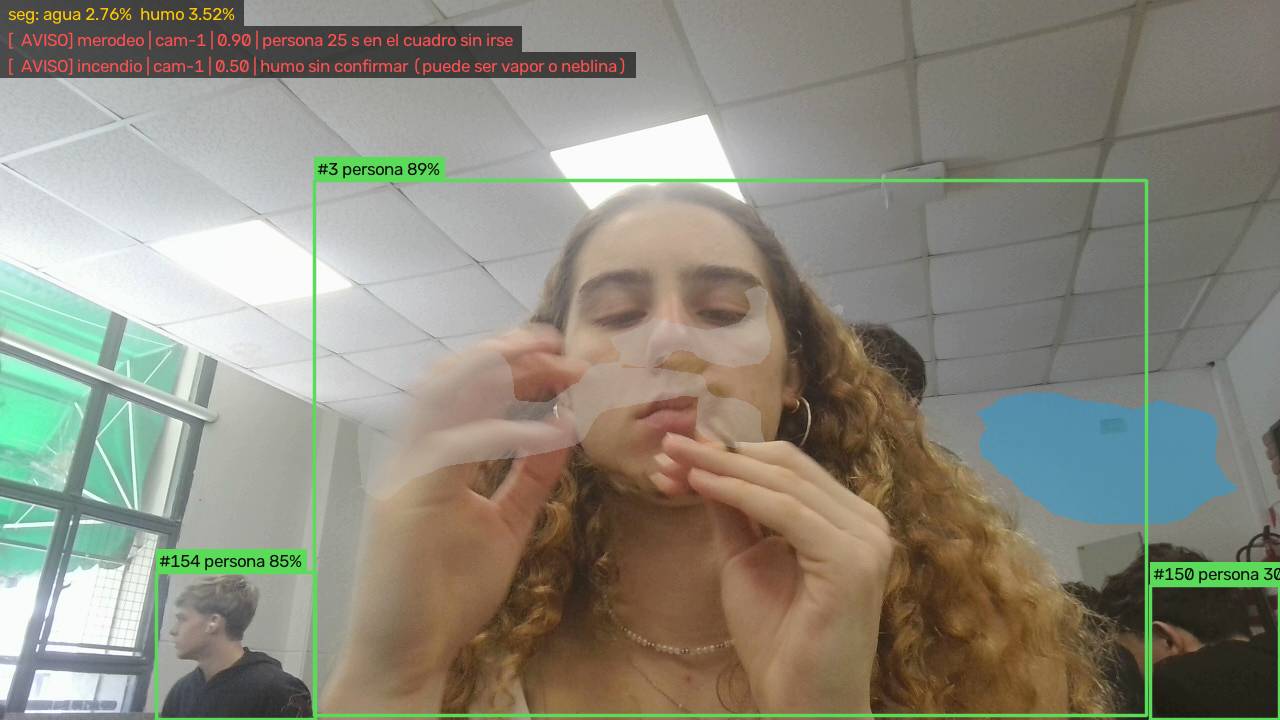 seg: agua 2.76% humo 3.52%
[ AVISO] merodeo | cam-1 | 0.90 | persona 25 s en el cuadro sin irse
[ AVISO] incendio | cam-1 | 0.50 | humo sin confirmar (puede ser vapor o neblina)
#3 persona 89%
#154 persona 85%
#150 persona 30